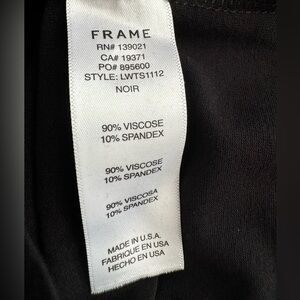 FRAME
RN# 139021
CA# 19371
PO# 895600
STYLE: LWTS1112
NOIR
90% VISCOSE
10% SPANDEX
90% VISCOSE
10% SPANDEX
90% VISCOSA
10% SPANDEX
MADE IN U.S.A.
FABRIQUE EN USA
HECHO EN USA